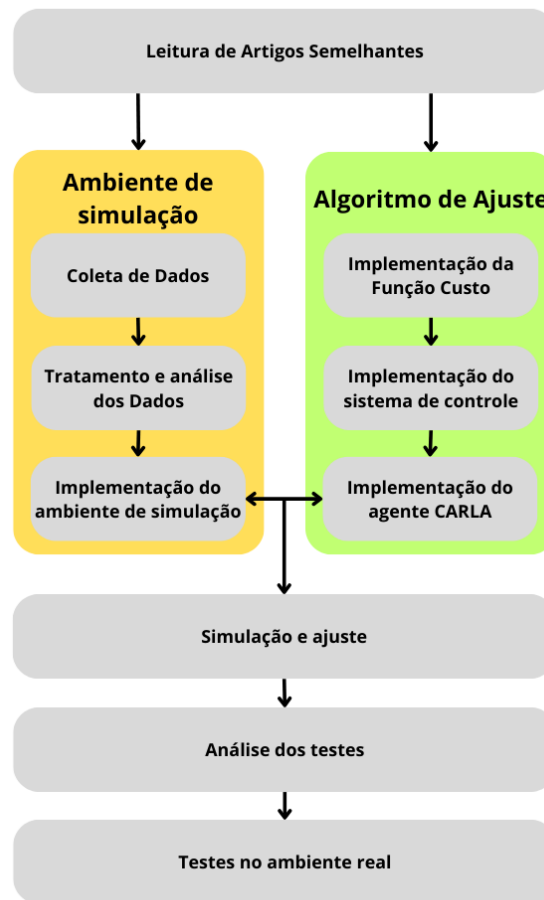 Leitura de Artigos Semelhantes
Ambiente de
simulação
Coleta de Dados
Tratamento e análise
dos Dados
Implementação do
ambiente de simulação
Algoritmo de Ajuste
Implementação da
Função Custo
Implementação do
sistema de controle
Implementação do
agente CARLA
Simulação e ajuste
Análise dos testes
Testes no ambiente real